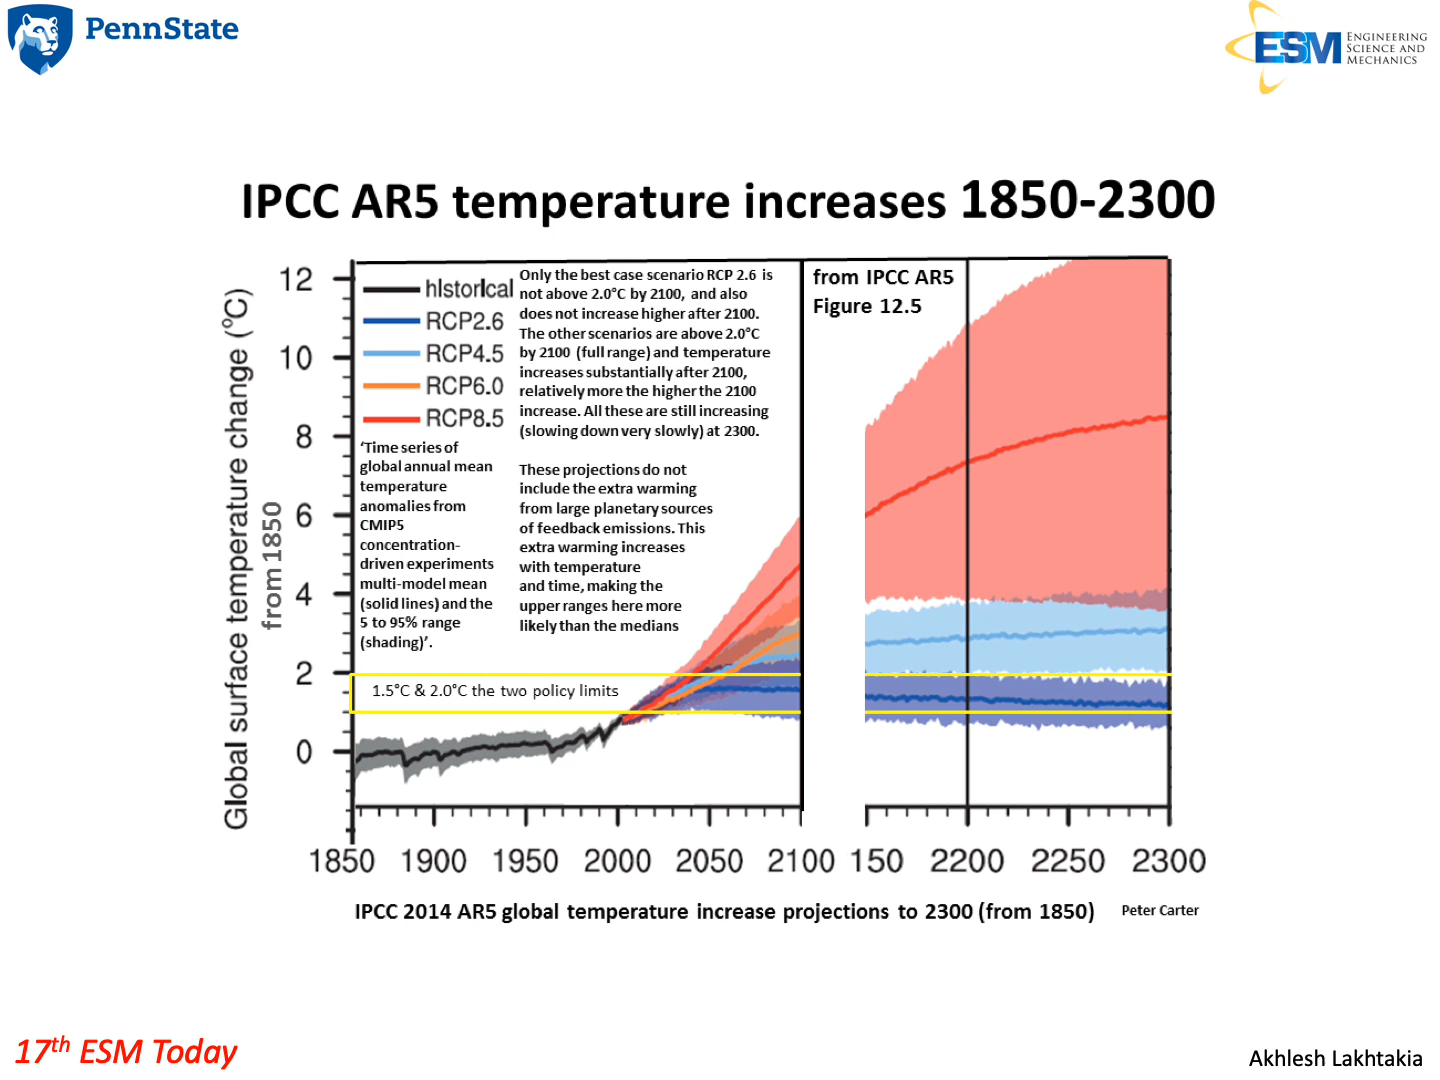 PennState
ESM ENGINEERING
SCIENCE AND
MECHANICS
IPCC AR5 temperature increases 1850-2300
Global surface temperature change (°C)
from 1850
12
10
8
6
4
2
0
historical
RCP2.6
RCP4.5
RCP6.0
RCP8.5
‘Time series of
global annual mean
temperature
anomalies from
CMIP5
concentration-
driven experiments
multi-model mean
(solid lines) and the
5 to 95% range
(shading)’.
Only the best case scenario RCP 2.6 is
not above 2.0°C by 2100, and also
does not increase higher after 2100.
The other scenarios are above 2.0°C
by 2100 (full range) and temperature
increases substantially after 2100,
relatively more the higher the 2100
increase. All these are still increasing
(slowing down very slowly) at 2300.
These projections do not
include the extra warming
from large planetary sources
of feedback emissions. This
extra warming increases
with temperature
and time, making the
upper ranges here more
likely than the medians
from IPCC AR5
Figure 12.5
1.5°C & 2.0°C the two policy limits
1850 1900 1950 2000 2050 2100 150 2200 2250 2300
IPCC 2014 AR5 global temperature increase projections to 2300 (from 1850)
Peter Carter
17th ESM Today
Akhlesh Lakhtakia